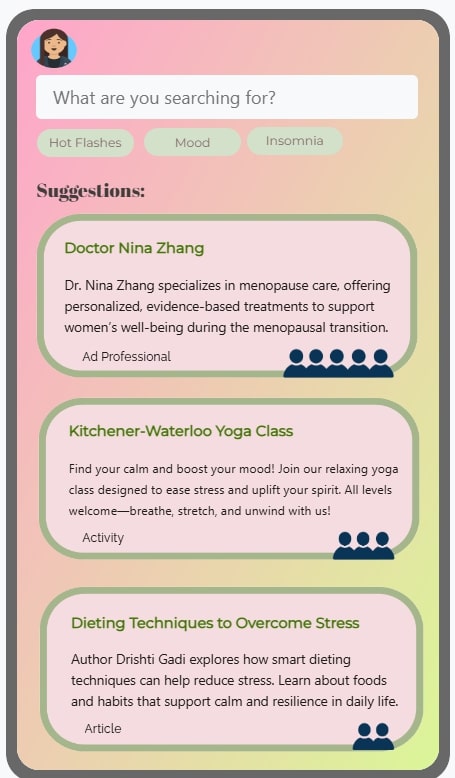 What are you searching for?
Hot Flashes Mood Insomnia
Suggestions:
Doctor Nina Zhang
Dr. Nina Zhang specializes in menopause care, offering
personalized, evidence-based treatments to support
women’s well-being during the menopausal transition.
Ad Professional
Kitchener-Waterloo Yoga Class
Find your calm and boost your mood! Join our relaxing yoga
class designed to ease stress and uplift your spirit. All levels
welcome—breathe, stretch, and unwind with us!
Activity
Dieting Techniques to Overcome Stress
Author Drishti Gadi explores how smart dieting
techniques can help reduce stress. Learn about foods
and habits that support calm and resilience in daily life.
Article